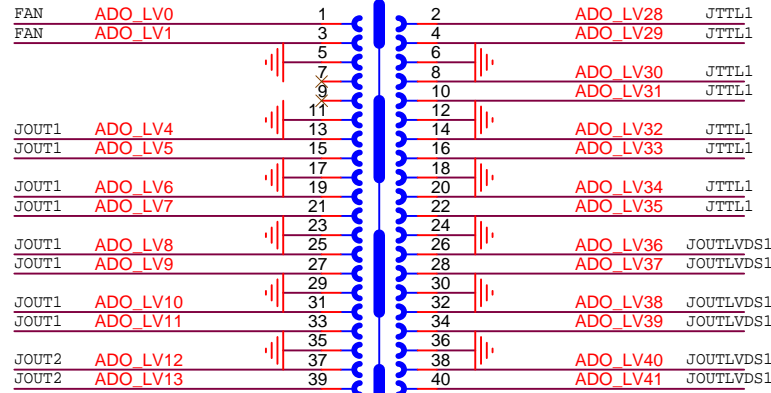 FAN ADO_LV0 1 2 ADO_LV28 JTTL1
FAN ADO_LV1 3 4 ADO_LV29 JTTL1
5 6
7 8 ADO_LV30 JTTL1
9 10 ADO_LV31 JTTL1
11 12
JOUT1 ADO_LV4 13 14 ADO_LV32 JTTL1
JOUT1 ADO_LV5 15 16 ADO_LV33 JTTL1
17 18
JOUT1 ADO_LV6 19 20 ADO_LV34 JTTL1
JOUT1 ADO_LV7 21 22 ADO_LV35 JTTL1
23 24
JOUT1 ADO_LV8 25 26 ADO_LV36 JOUTLVDS1
JOUT1 ADO_LV9 27 28 ADO_LV37 JOUTLVDS1
29 30
JOUT1 ADO_LV10 31 32 ADO_LV38 JOUTLVDS1
JOUT1 ADO_LV11 33 34 ADO_LV39 JOUTLVDS1
35 36
JOUT2 ADO_LV12 37 38 ADO_LV40 JOUTLVDS1
JOUT2 ADO_LV13 39 40 ADO_LV41 JOUTLVDS1